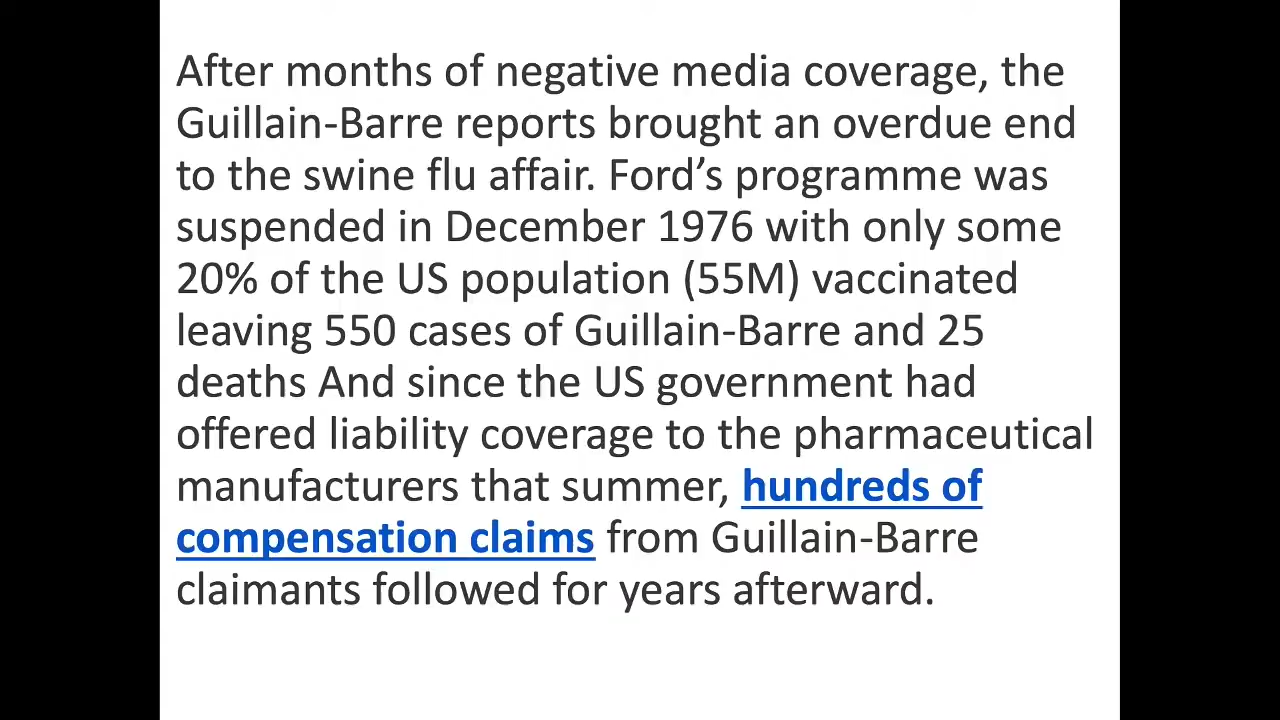 After months of negative media coverage, the
Guillain-Barre reports brought an overdue end
to the swine flu affair. Ford’s programme was
suspended in December 1976 with only some
20% of the US population (55M) vaccinated
leaving 550 cases of Guillain-Barre and 25
deaths And since the US government had
offered liability coverage to the pharmaceutical
manufacturers that summer, hundreds of
compensation claims from Guillain-Barre
claimants followed for years afterward.